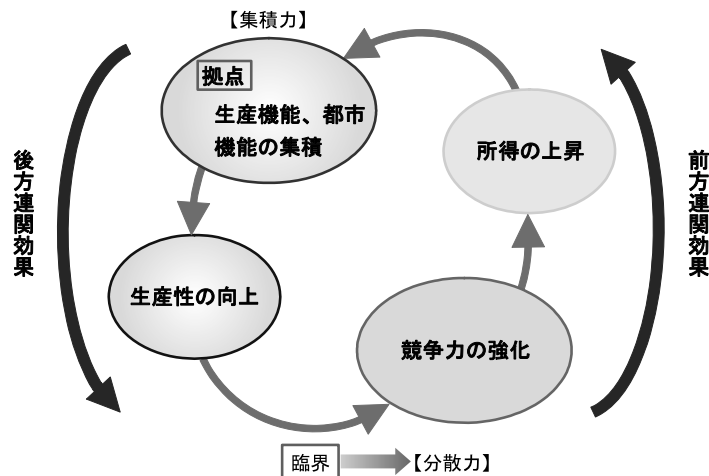 【集積力】
拠点
生産機能、都市
機能の集積
所得の上昇
後方連関効果
前方連関効果
生産性の向上
競争力の強化
臨界
【分散力】